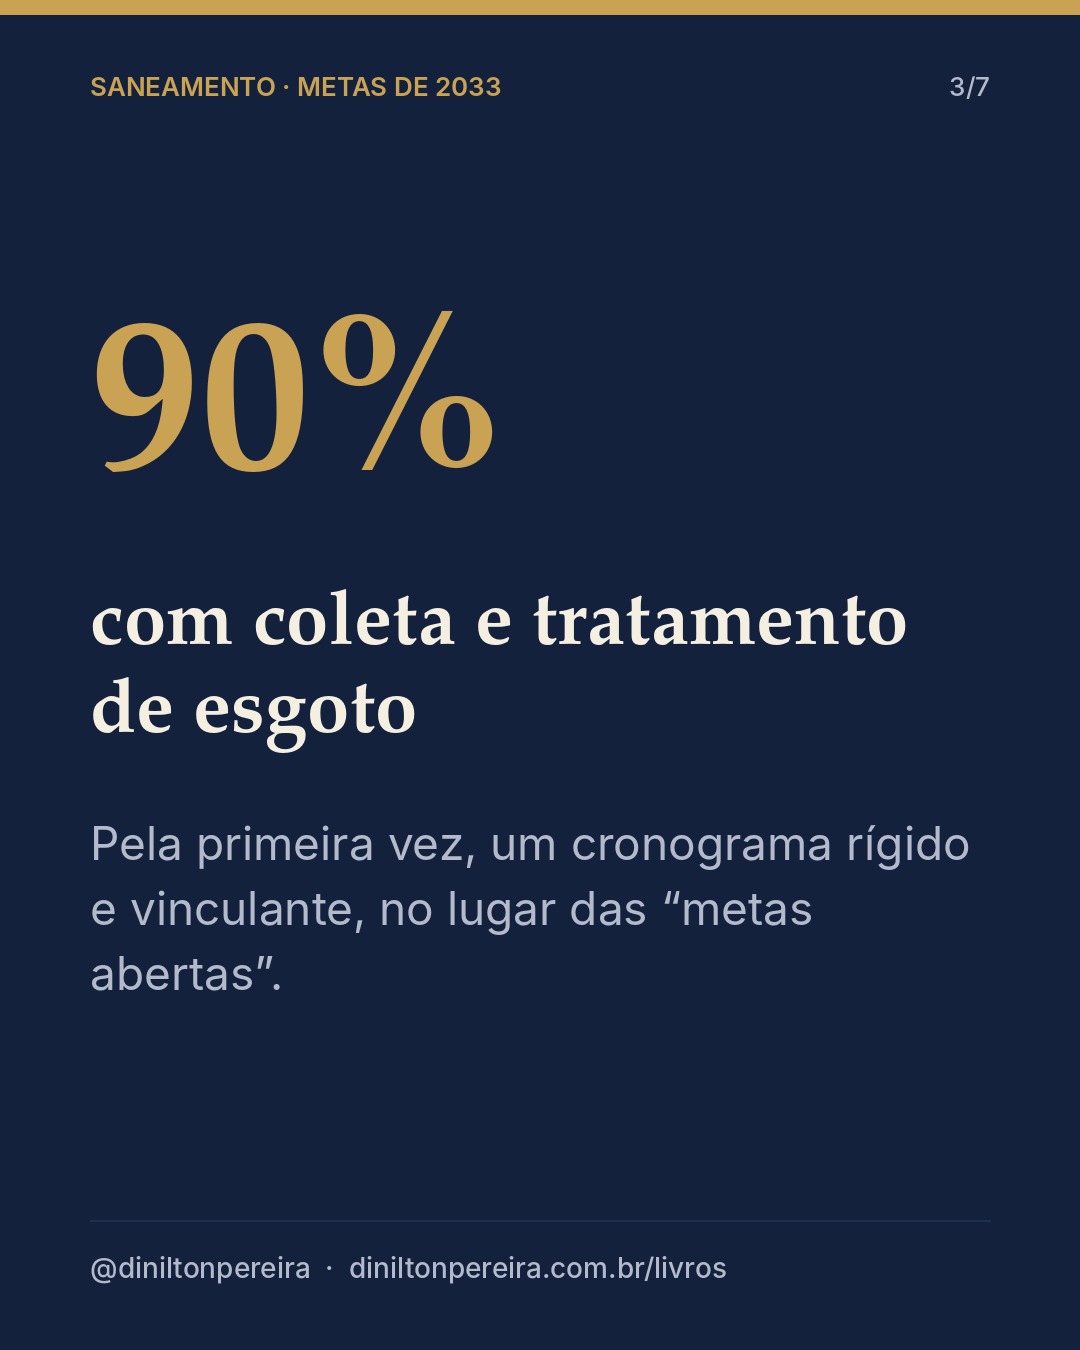 SANEAMENTO · METAS DE 2033
3/7
90%
com coleta e tratamento
de esgoto
Pela primeira vez, um cronograma rígido
e vinculante, no lugar das “metas
abertas”.
@diniltonpereira · diniltonpereira.com.br/livros